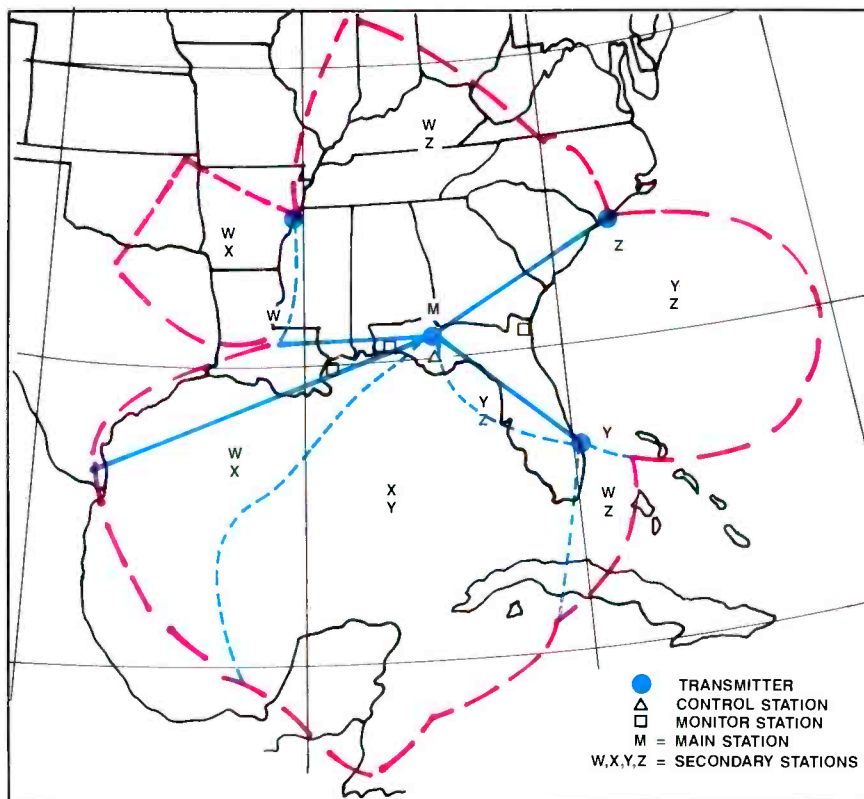 W
Z
W
X
Z
Y
Z
W
M
Y
Z
Y
W
X
W
Z
X
Y
TRANSMITTER
CONTROL STATION
MONITOR STATION
M = MAIN STATION
W,X,Y,Z = SECONDARY STATIONS